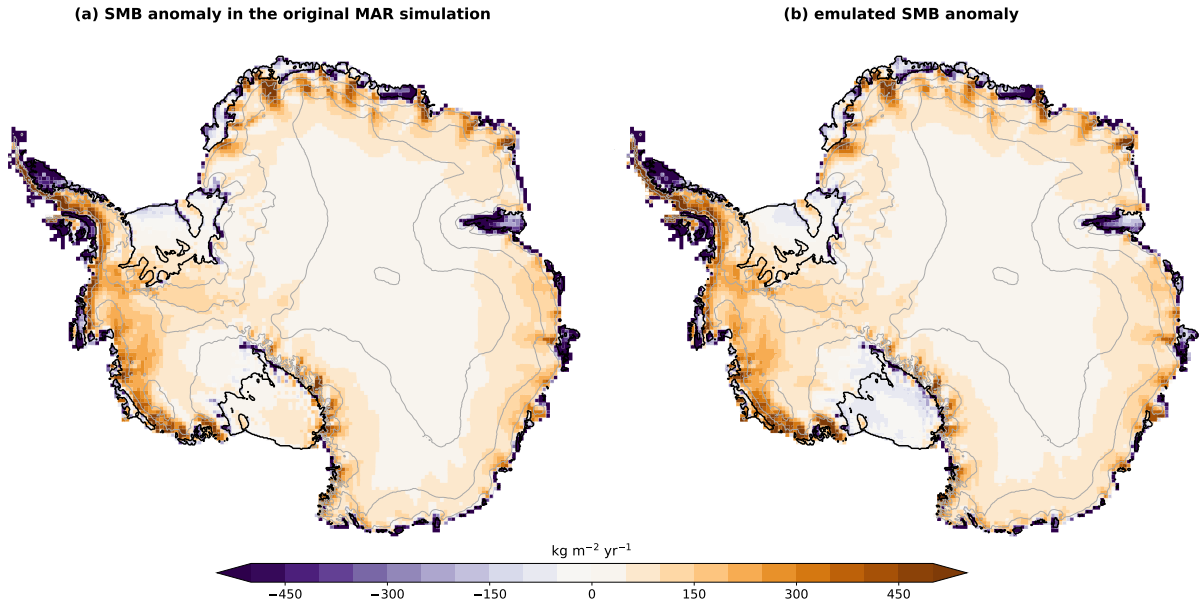 (a) SMB anomaly in the original MAR simulation
(b) emulated SMB anomaly
kg m⁻² yr⁻¹
−450 −300 −150 0 150 300 450